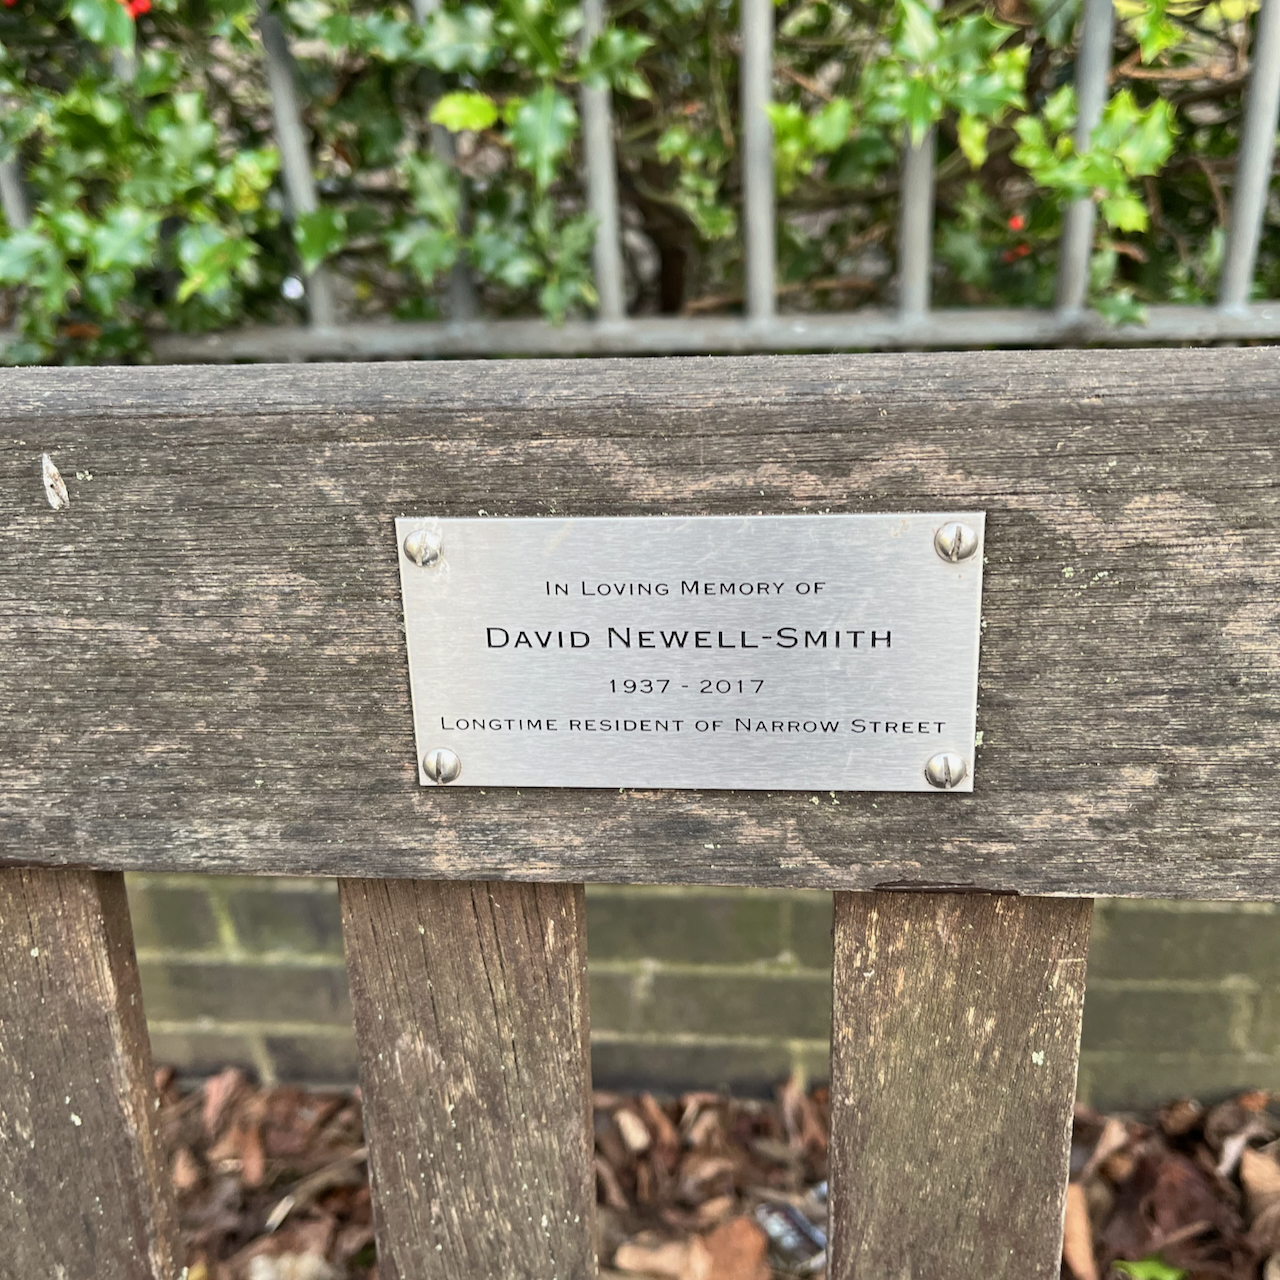 In Loving Memory of
David Newell-Smith
1937 - 2017
Longtime resident of Narrow Street